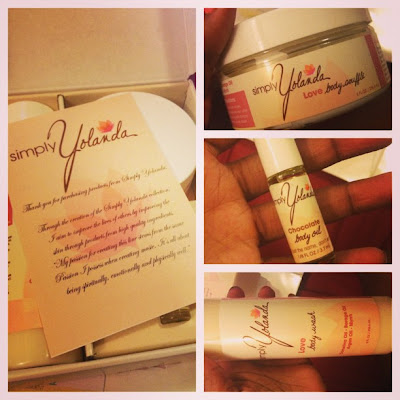 simply
Yolanda
Thank you for purchasing products from Simply Yolanda.
Through the creation of the Simply Yolanda collection,
I aim to improve the lives of others by improving the
skin through products from high quality ingredients.
"My passion for creating this line stems from the same
Passion I possess when creating music. It's all about
being spiritually, emotionally and physically well."
simply
Yolanda
Love body souffle
simply
Yolanda
Chocolate
body oil
simply
Yolanda
Love
body wash